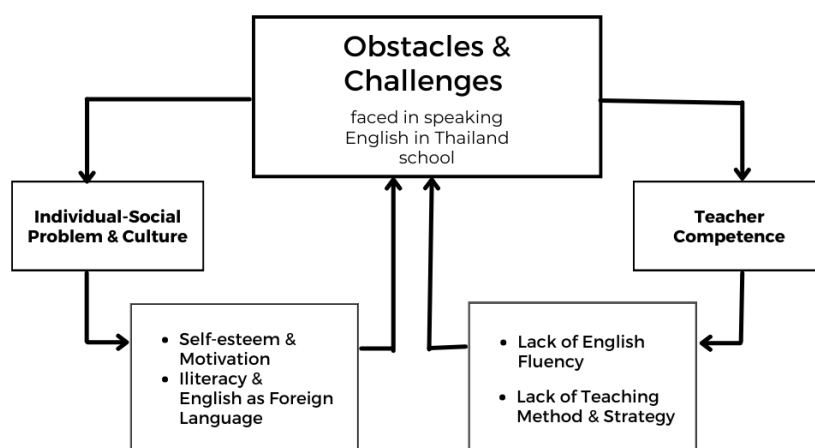 Obstacles &
Challenges
faced in speaking
English in Thailand
school
Individual-Social
Problem & Culture
Teacher
Competence
• Self-esteem &
Motivation
• Iliteracy &
English as Foreign
Language
• Lack of English
Fluency
• Lack of Teaching
Method & Strategy